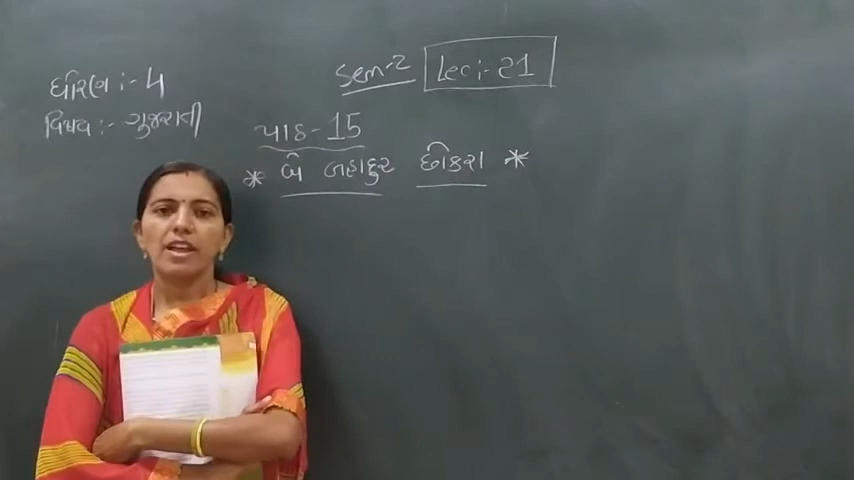 Sem-2 Lec:-21
ધોરણ :- 4
વિષય :- ગુજરાતી
પાઠ-15
* બે બહાદુર છોકરા *